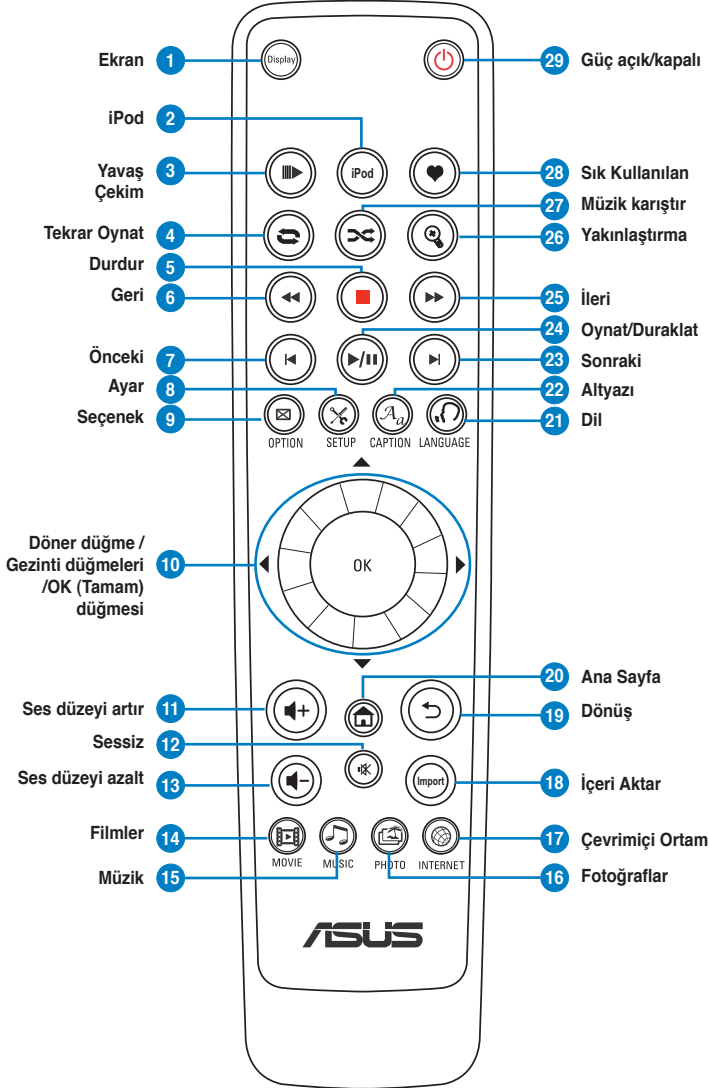 Display
Ekran 1
29 Güç açık/kapalı
iPod 2
iPod
Yavaş
Çekim
3
28 Sık Kullanılan
27 Müzik karıştır
Tekrar Oynat 4
26 Yakınlaştırma
Durdur 5
Geri 6
25 İleri
24 Oynat/Duraklat
Önceki 7
23 Sonraki
Ayar 8
22 Altyazı
Seçenek 9
21 Dil
Aa
OPTION SETUP CAPTION LANGUAGE
Döner düğme /
Gezinti düğmeleri
/OK (Tamam)
düğmesi
10
OK
20 Ana Sayfa
Ses düzeyi artır 11
19 Dönüş
Sessiz 12
Ses düzeyi azalt 13
Import
18 İçeri Aktar
Filmler 14
17 Çevrimiçi Ortam
MOVIE MUSIC PHOTO INTERNET
Müzik 15
16 Fotoğraflar
ASUS